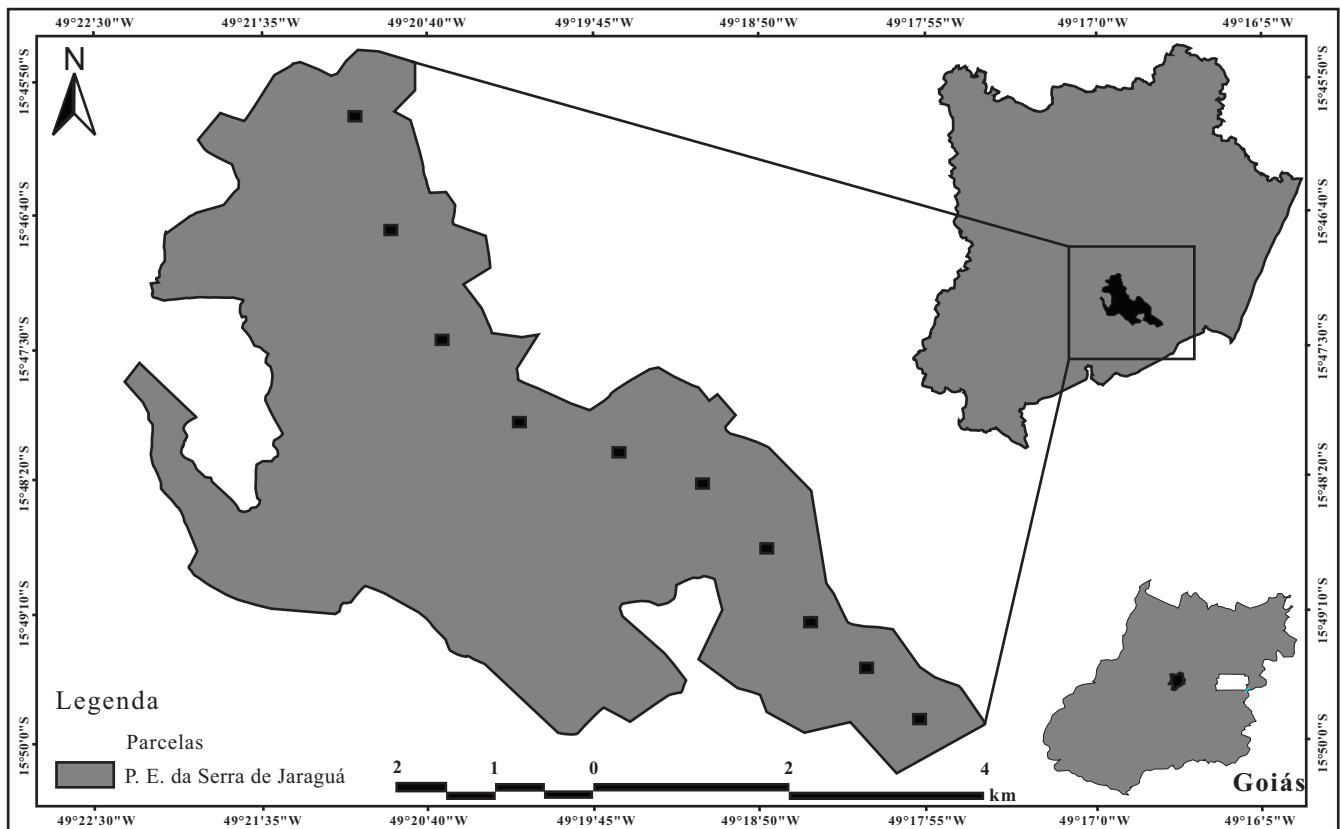 49°22'30"W 49°21'35"W 49°20'40"W 49°19'45"W 49°18'50"W 49°17'55"W 49°17'0"W 49°16'5"W
N
15°45'50"S 15°45'50"S
15°46'40"S 15°46'40"S
15°47'30"S 15°47'30"S
15°48'20"S 15°48'20"S
15°49'10"S 15°49'10"S
15°50'0"S 15°50'0"S
Legenda
Parcelas
P. E. da Serra de Jaraguá
2 1 0 2 4
km
Goiás
49°22'30"W 49°21'35"W 49°20'40"W 49°19'45"W 49°18'50"W 49°17'55"W 49°17'0"W 49°16'5"W